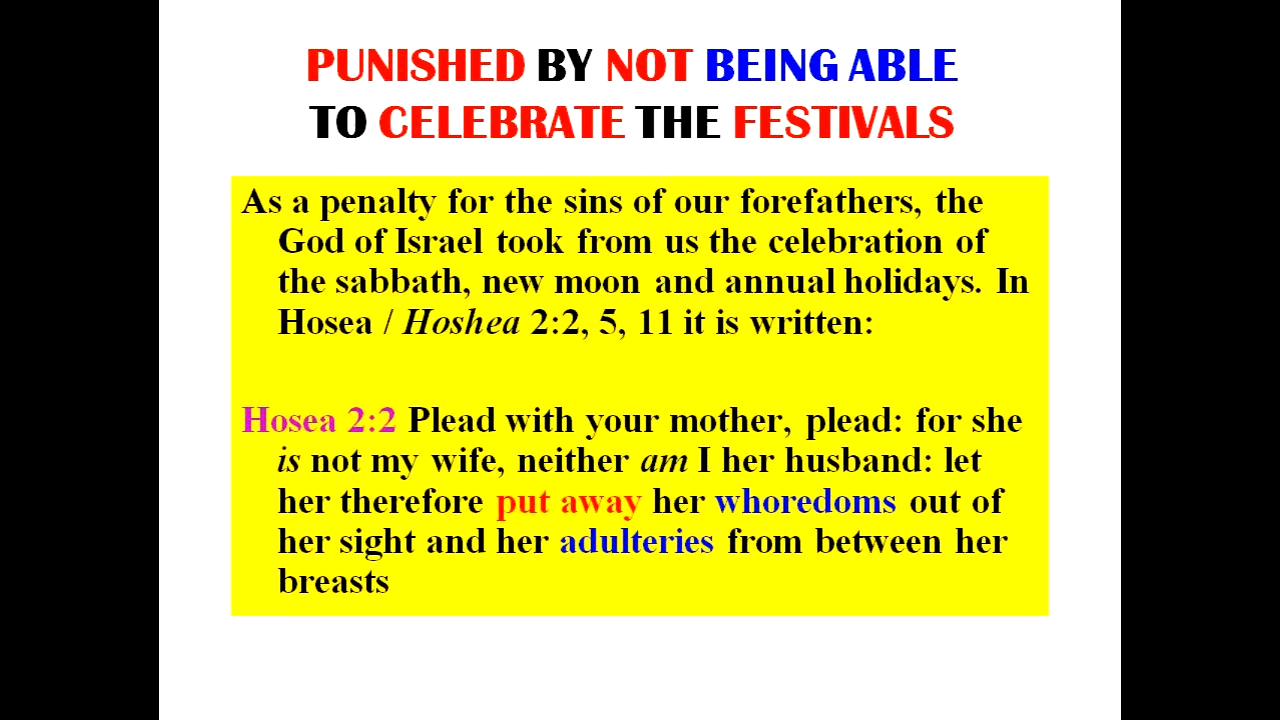 PUNISHED BY NOT BEING ABLE
TO CELEBRATE THE FESTIVALS
As a penalty for the sins of our forefathers, the
God of Israel took from us the celebration of
the sabbath, new moon and annual holidays. In
Hosea / Hoshea 2:2, 5, 11 it is written:
Hosea 2:2 Plead with your mother, plead: for she
is not my wife, neither am I her husband: let
her therefore put away her whoredoms out of
her sight and her adulteries from between her
breasts